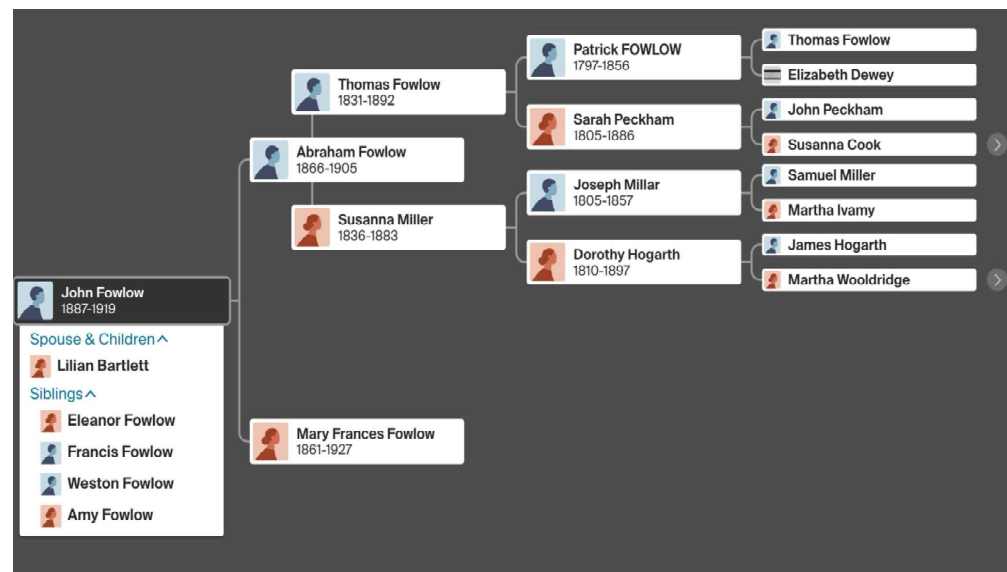 Thomas Fowlow
Patrick FOWLOW
1797-1856
Elizabeth Dewey
Thomas Fowlow
1831-1892
John Peckham
Sarah Peckham
1805-1886
Susanna Cook
Abraham Fowlow
1866-1905
Samuel Miller
Joseph Millar
1805-1857
Martha Ivamy
Susanna Miller
1836-1883
James Hogarth
Dorothy Hogarth
1810-1897
Martha Wooldridge
John Fowlow
1887-1919
Spouse & Children
Lilian Bartlett
Siblings
Eleanor Fowlow
Francis Fowlow
Weston Fowlow
Amy Fowlow
Mary Frances Fowlow
1861-1927